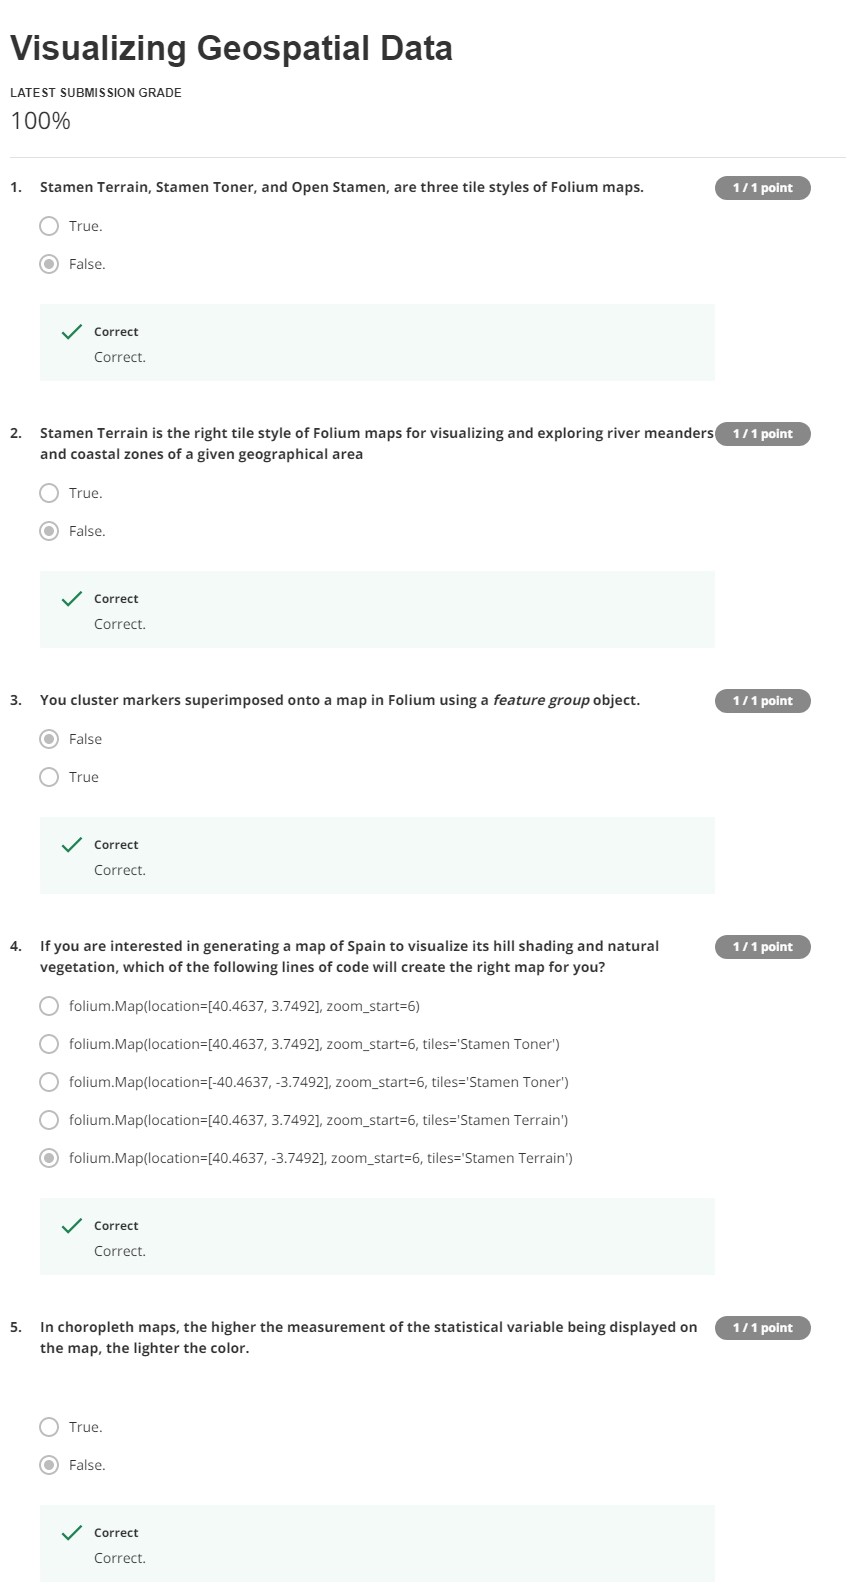 Visualizing Geospatial Data
LATEST SUBMISSION GRADE
100%
1. Stamen Terrain, Stamen Toner, and Open Stamen, are three tile styles of Folium maps.
1 / 1 point
True.
False.
Correct
Correct.
2. Stamen Terrain is the right tile style of Folium maps for visualizing and exploring river meanders
1 / 1 point
and coastal zones of a given geographical area
True.
False.
Correct
Correct.
3. You cluster markers superimposed onto a map in Folium using a feature group object.
1 / 1 point
False
True
Correct
Correct.
4. If you are interested in generating a map of Spain to visualize its hill shading and natural
1 / 1 point
vegetation, which of the following lines of code will create the right map for you?
folium.Map(location=[40.4637, 3.7492], zoom_start=6)
folium.Map(location=[40.4637, 3.7492], zoom_start=6, tiles='Stamen Toner')
folium.Map(location=[-40.4637, -3.7492], zoom_start=6, tiles='Stamen Toner')
folium.Map(location=[40.4637, 3.7492], zoom_start=6, tiles='Stamen Terrain')
folium.Map(location=[40.4637, -3.7492], zoom_start=6, tiles='Stamen Terrain')
Correct
Correct.
5. In choropleth maps, the higher the measurement of the statistical variable being displayed on
1 / 1 point
the map, the lighter the color.
True.
False.
Correct
Correct.